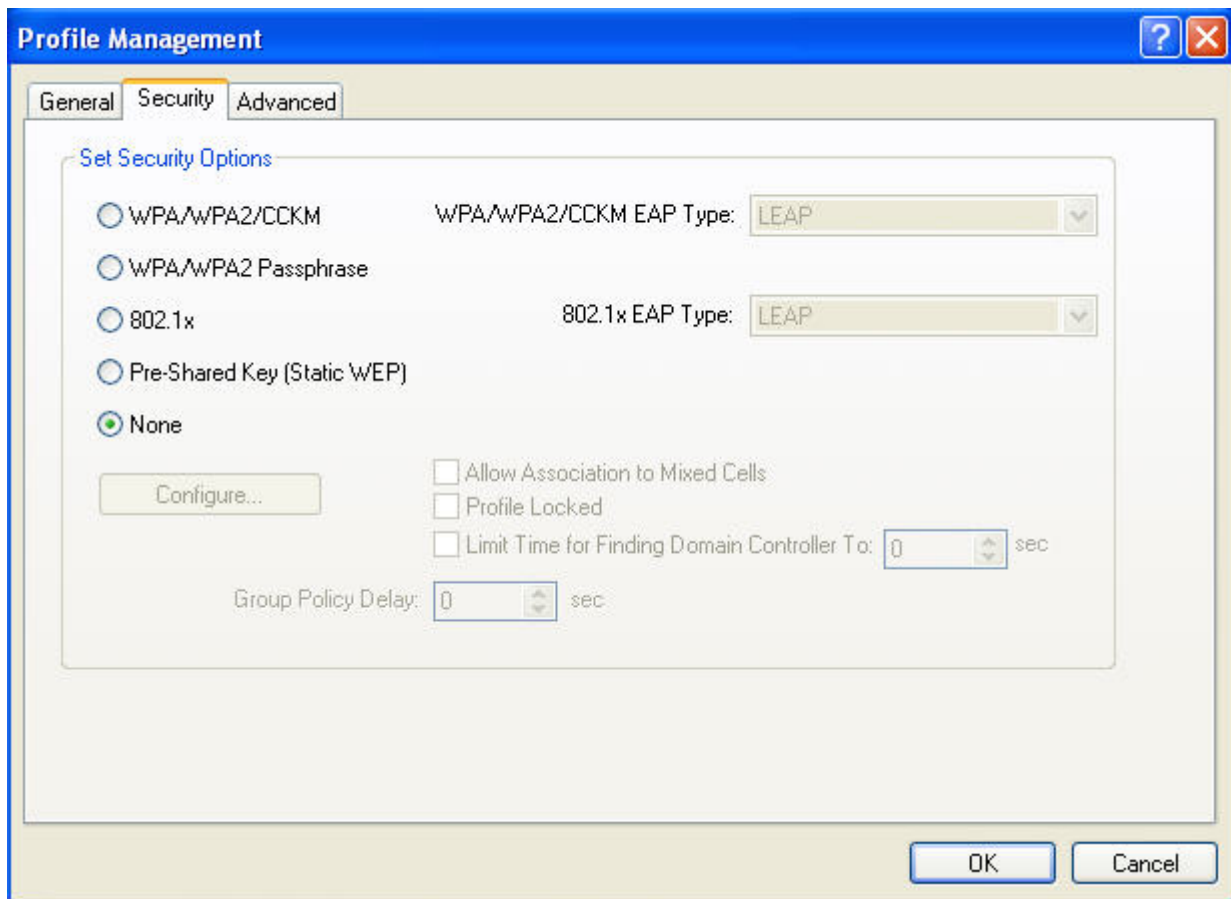 Profile Management
General Security Advanced
Set Security Options
WPA/WPA2/CCKM WPA/WPA2/CCKM EAP Type: LEAP
WPA/WPA2 Passphrase
802.1x 802.1x EAP Type: LEAP
Pre-Shared Key (Static WEP)
None
Configure...
Allow Association to Mixed Cells
Profile Locked
Limit Time for Finding Domain Controller To: 0 sec
Group Policy Delay: 0 sec
OK Cancel